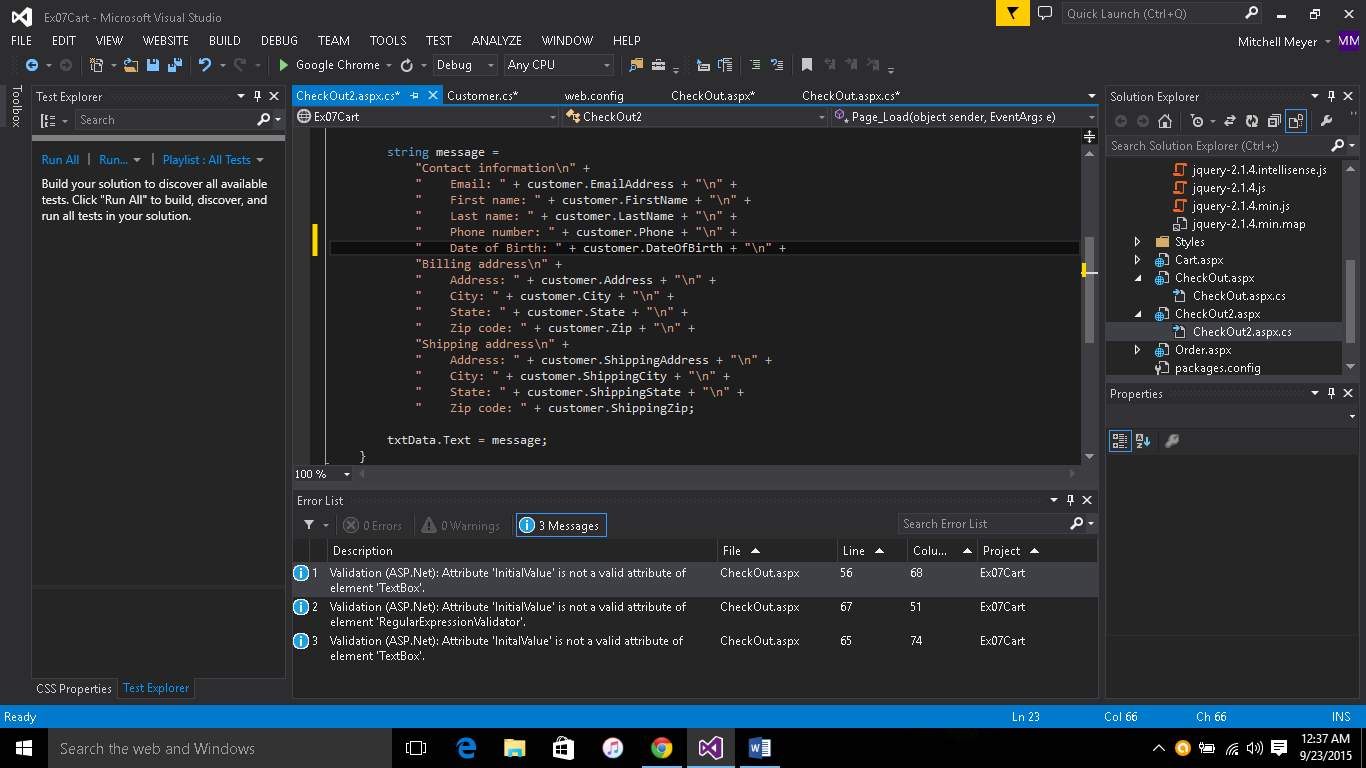 Ex07Cart - Microsoft Visual Studio
Quick Launch (Ctrl+Q)
FILE EDIT VIEW WEBSITE BUILD DEBUG TEAM TOOLS TEST ANALYZE WINDOW HELP
Mitchell Meyer MM
Google Chrome Debug Any CPU
Toolbox
Test Explorer
Search
Run All | Run... | Playlist : All Tests
Build your solution to discover all available
tests. Click "Run All" to build, discover, and
run all tests in your solution.
CSS Properties Test Explorer
CheckOut2.aspx.cs* Customer.cs* web.config CheckOut.aspx* CheckOut.aspx.cs*
Ex07Cart CheckOut2 Page_Load(object sender, EventArgs e)
string message =
"Contact information\n" +
"    Email: " + customer.EmailAddress + "\n" +
"    First name: " + customer.FirstName + "\n" +
"    Last name: " + customer.LastName + "\n" +
"    Phone number: " + customer.Phone + "\n" +
"    Date of Birth: " + customer.DateOfBirth + "\n" +
"Billing address\n" +
"    Address: " + customer.Address + "\n" +
"    City: " + customer.City + "\n" +
"    State: " + customer.State + "\n" +
"    Zip code: " + customer.Zip + "\n" +
"Shipping address\n" +
"    Address: " + customer.ShippingAddress + "\n" +
"    City: " + customer.ShippingCity + "\n" +
"    State: " + customer.ShippingState + "\n" +
"    Zip code: " + customer.ShippingZip;
txtData.Text = message;
}
100 %
Error List
0 Errors 0 Warnings 3 Messages
Search Error List
Description File Line Colu... Project
1 Validation (ASP.Net): Attribute 'InitialValue' is not a valid attribute of CheckOut.aspx 56 68 Ex07Cart
element 'TextBox'.
2 Validation (ASP.Net): Attribute 'InitialValue' is not a valid attribute of CheckOut.aspx 67 51 Ex07Cart
element 'RegularExpressionValidator'.
3 Validation (ASP.Net): Attribute 'InitalValue' is not a valid attribute of CheckOut.aspx 65 74 Ex07Cart
element 'TextBox'.
Solution Explorer
Search Solution Explorer (Ctrl+;)
jquery-2.1.4.intellisense.js
jquery-2.1.4.js
jquery-2.1.4.min.js
jquery-2.1.4.min.map
Styles
Cart.aspx
CheckOut.aspx
CheckOut.aspx.cs
CheckOut2.aspx
CheckOut2.aspx.cs
Order.aspx
packages.config
Properties
Ready Ln 23 Col 66 Ch 66 INS
Search the web and Windows
12:37 AM
9/23/2015